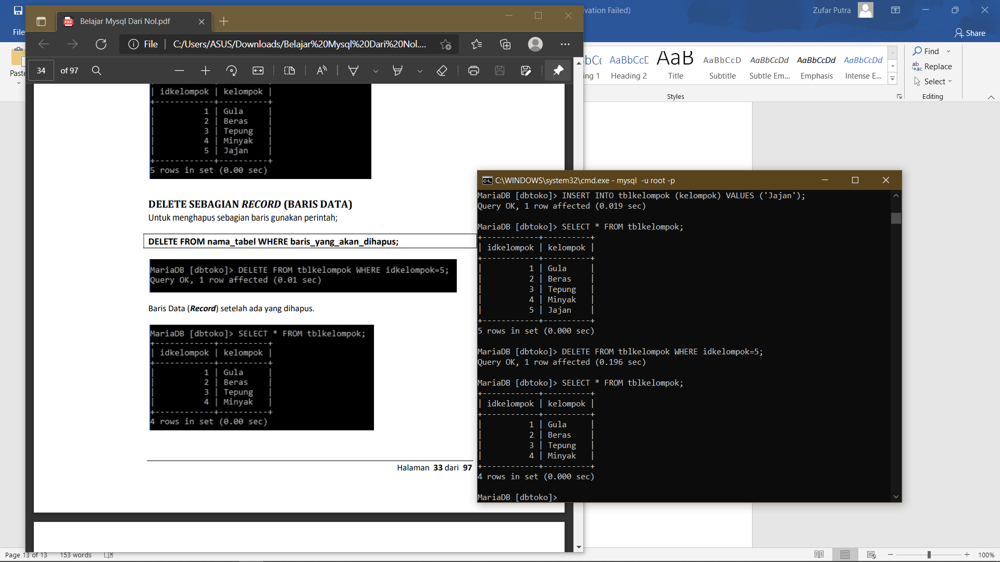 ivation Failed)
Zufar Putra
File
Share
Paste
AaBbCcD
AaBbCcDd
AaBbCcDd
AaBbCcDd
Heading 2
Title
Subtitle
Subtle Em...
Emphasis
Intense E...
Styles
Find
Replace
Select
Editing
Belajar Mysql Dari Nol.pdf
File
C:/Users/ASUS/Downloads/Belajar%20Mysql%20Dari%20Nol....
34 of 97
| idkelompok | kelompok |
+------------+----------+
| 1 | Gula |
| 2 | Beras |
| 3 | Tepung |
| 4 | Minyak |
| 5 | Jajan |
+------------+----------+
5 rows in set (0.00 sec)
DELETE SEBAGIAN RECORD (BARIS DATA)
Untuk menghapus sebagian baris gunakan perintah;
DELETE FROM nama_tabel WHERE baris_yang_akan_dihapus;
MariaDB [dbtoko]> DELETE FROM tblkelompok WHERE idkelompok=5;
Query OK, 1 row affected (0.01 sec)
Baris Data (Record) setelah ada yang dihapus.
MariaDB [dbtoko]> SELECT * FROM tblkelompok;
+------------+----------+
| idkelompok | kelompok |
+------------+----------+
| 1 | Gula |
| 2 | Beras |
| 3 | Tepung |
| 4 | Minyak |
+------------+----------+
4 rows in set (0.00 sec)
Halaman 33 dari 97
C:\WINDOWS\system32\cmd.exe - mysql -u root -p
MariaDB [dbtoko]> INSERT INTO tblkelompok (kelompok) VALUES ('Jajan');
Query OK, 1 row affected (0.019 sec)
MariaDB [dbtoko]> SELECT * FROM tblkelompok;
+------------+----------+
| idkelompok | kelompok |
+------------+----------+
| 1 | Gula |
| 2 | Beras |
| 3 | Tepung |
| 4 | Minyak |
| 5 | Jajan |
+------------+----------+
5 rows in set (0.000 sec)
MariaDB [dbtoko]> DELETE FROM tblkelompok WHERE idkelompok=5;
Query OK, 1 row affected (0.196 sec)
MariaDB [dbtoko]> SELECT * FROM tblkelompok;
+------------+----------+
| idkelompok | kelompok |
+------------+----------+
| 1 | Gula |
| 2 | Beras |
| 3 | Tepung |
| 4 | Minyak |
+------------+----------+
4 rows in set (0.000 sec)
MariaDB [dbtoko]>
Page 13 of 13
153 words
100%